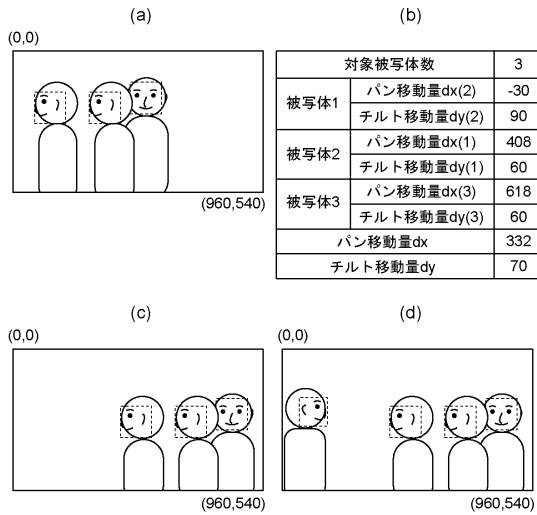 (a)
(0,0)
(960,540)
(b)
対象被写体数 3
被写体1 パン移動量dx(2) -30
チルト移動量dy(2) 90
被写体2 パン移動量dx(1) 408
チルト移動量dy(1) 60
被写体3 パン移動量dx(3) 618
チルト移動量dy(3) 60
パン移動量dx 332
チルト移動量dy 70
(c)
(0,0)
(960,540)
(d)
(0,0)
(960,540)